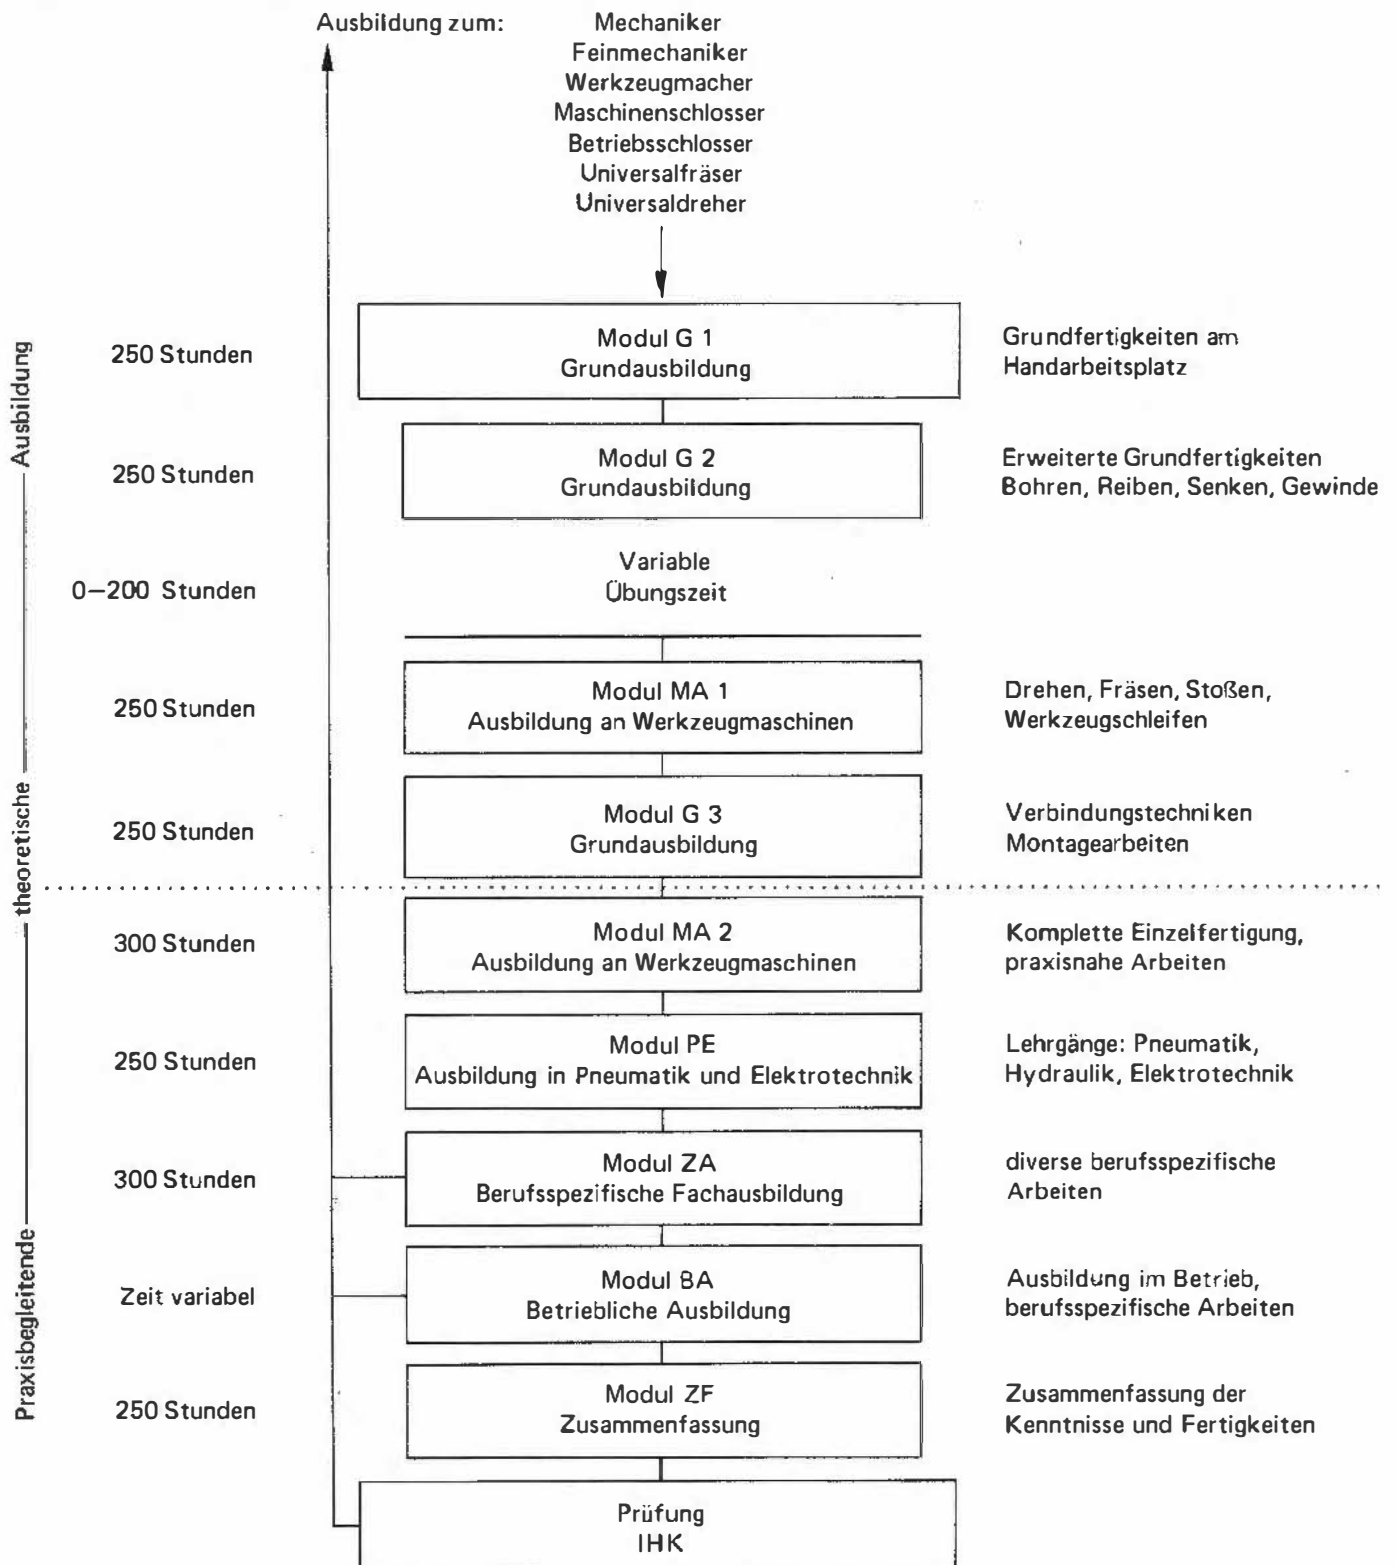 Ausbildung zum:
Mechaniker
Feinmechaniker
Werkzeugmacher
Maschinenschlosser
Betriebsschlosser
Universalfräser
Universaldreher
Praxisbegleitende — theoretische — Ausbildung
250 Stunden
Modul G 1
Grundausbildung
Grundfertigkeiten am
Handarbeitsplatz
250 Stunden
Modul G 2
Grundausbildung
Erweiterte Grundfertigkeiten
Bohren, Reiben, Senken, Gewinde
0–200 Stunden
Variable
Übungszeit
250 Stunden
Modul MA 1
Ausbildung an Werkzeugmaschinen
Drehen, Fräsen, Stoßen,
Werkzeugschleifen
250 Stunden
Modul G 3
Grundausbildung
Verbindungstechniken
Montagearbeiten
300 Stunden
Modul MA 2
Ausbildung an Werkzeugmaschinen
Komplette Einzelfertigung,
praxisnahe Arbeiten
250 Stunden
Modul PE
Ausbildung in Pneumatik und Elektrotechnik
Lehrgänge: Pneumatik,
Hydraulik, Elektrotechnik
300 Stunden
Modul ZA
Berufsspezifische Fachausbildung
diverse berufsspezifische
Arbeiten
Zeit variabel
Modul BA
Betriebliche Ausbildung
Ausbildung im Betrieb,
berufsspezifische Arbeiten
250 Stunden
Modul ZF
Zusammenfassung
Zusammenfassung der
Kenntnisse und Fertigkeiten
Prüfung
IHK